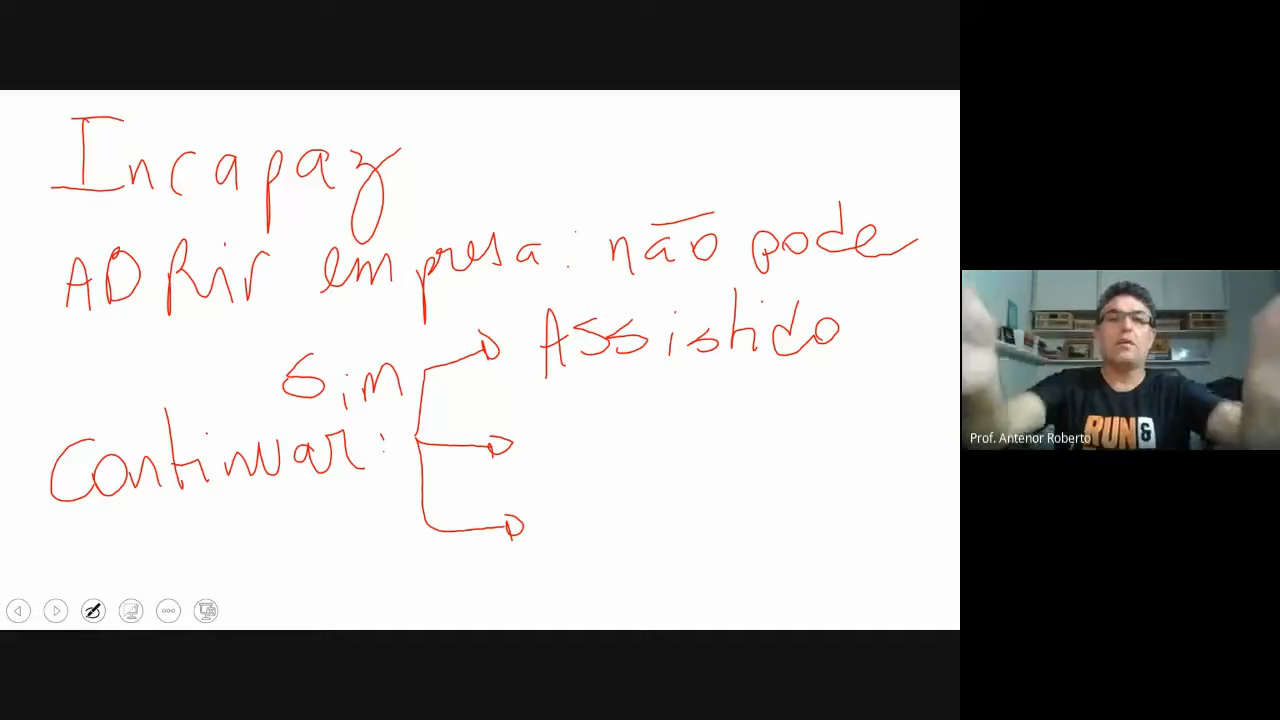 Incapaz
ABRir empresa: não pode
Assistido
Sim
Continuar:
RUN&
Prof. Antenor Roberto